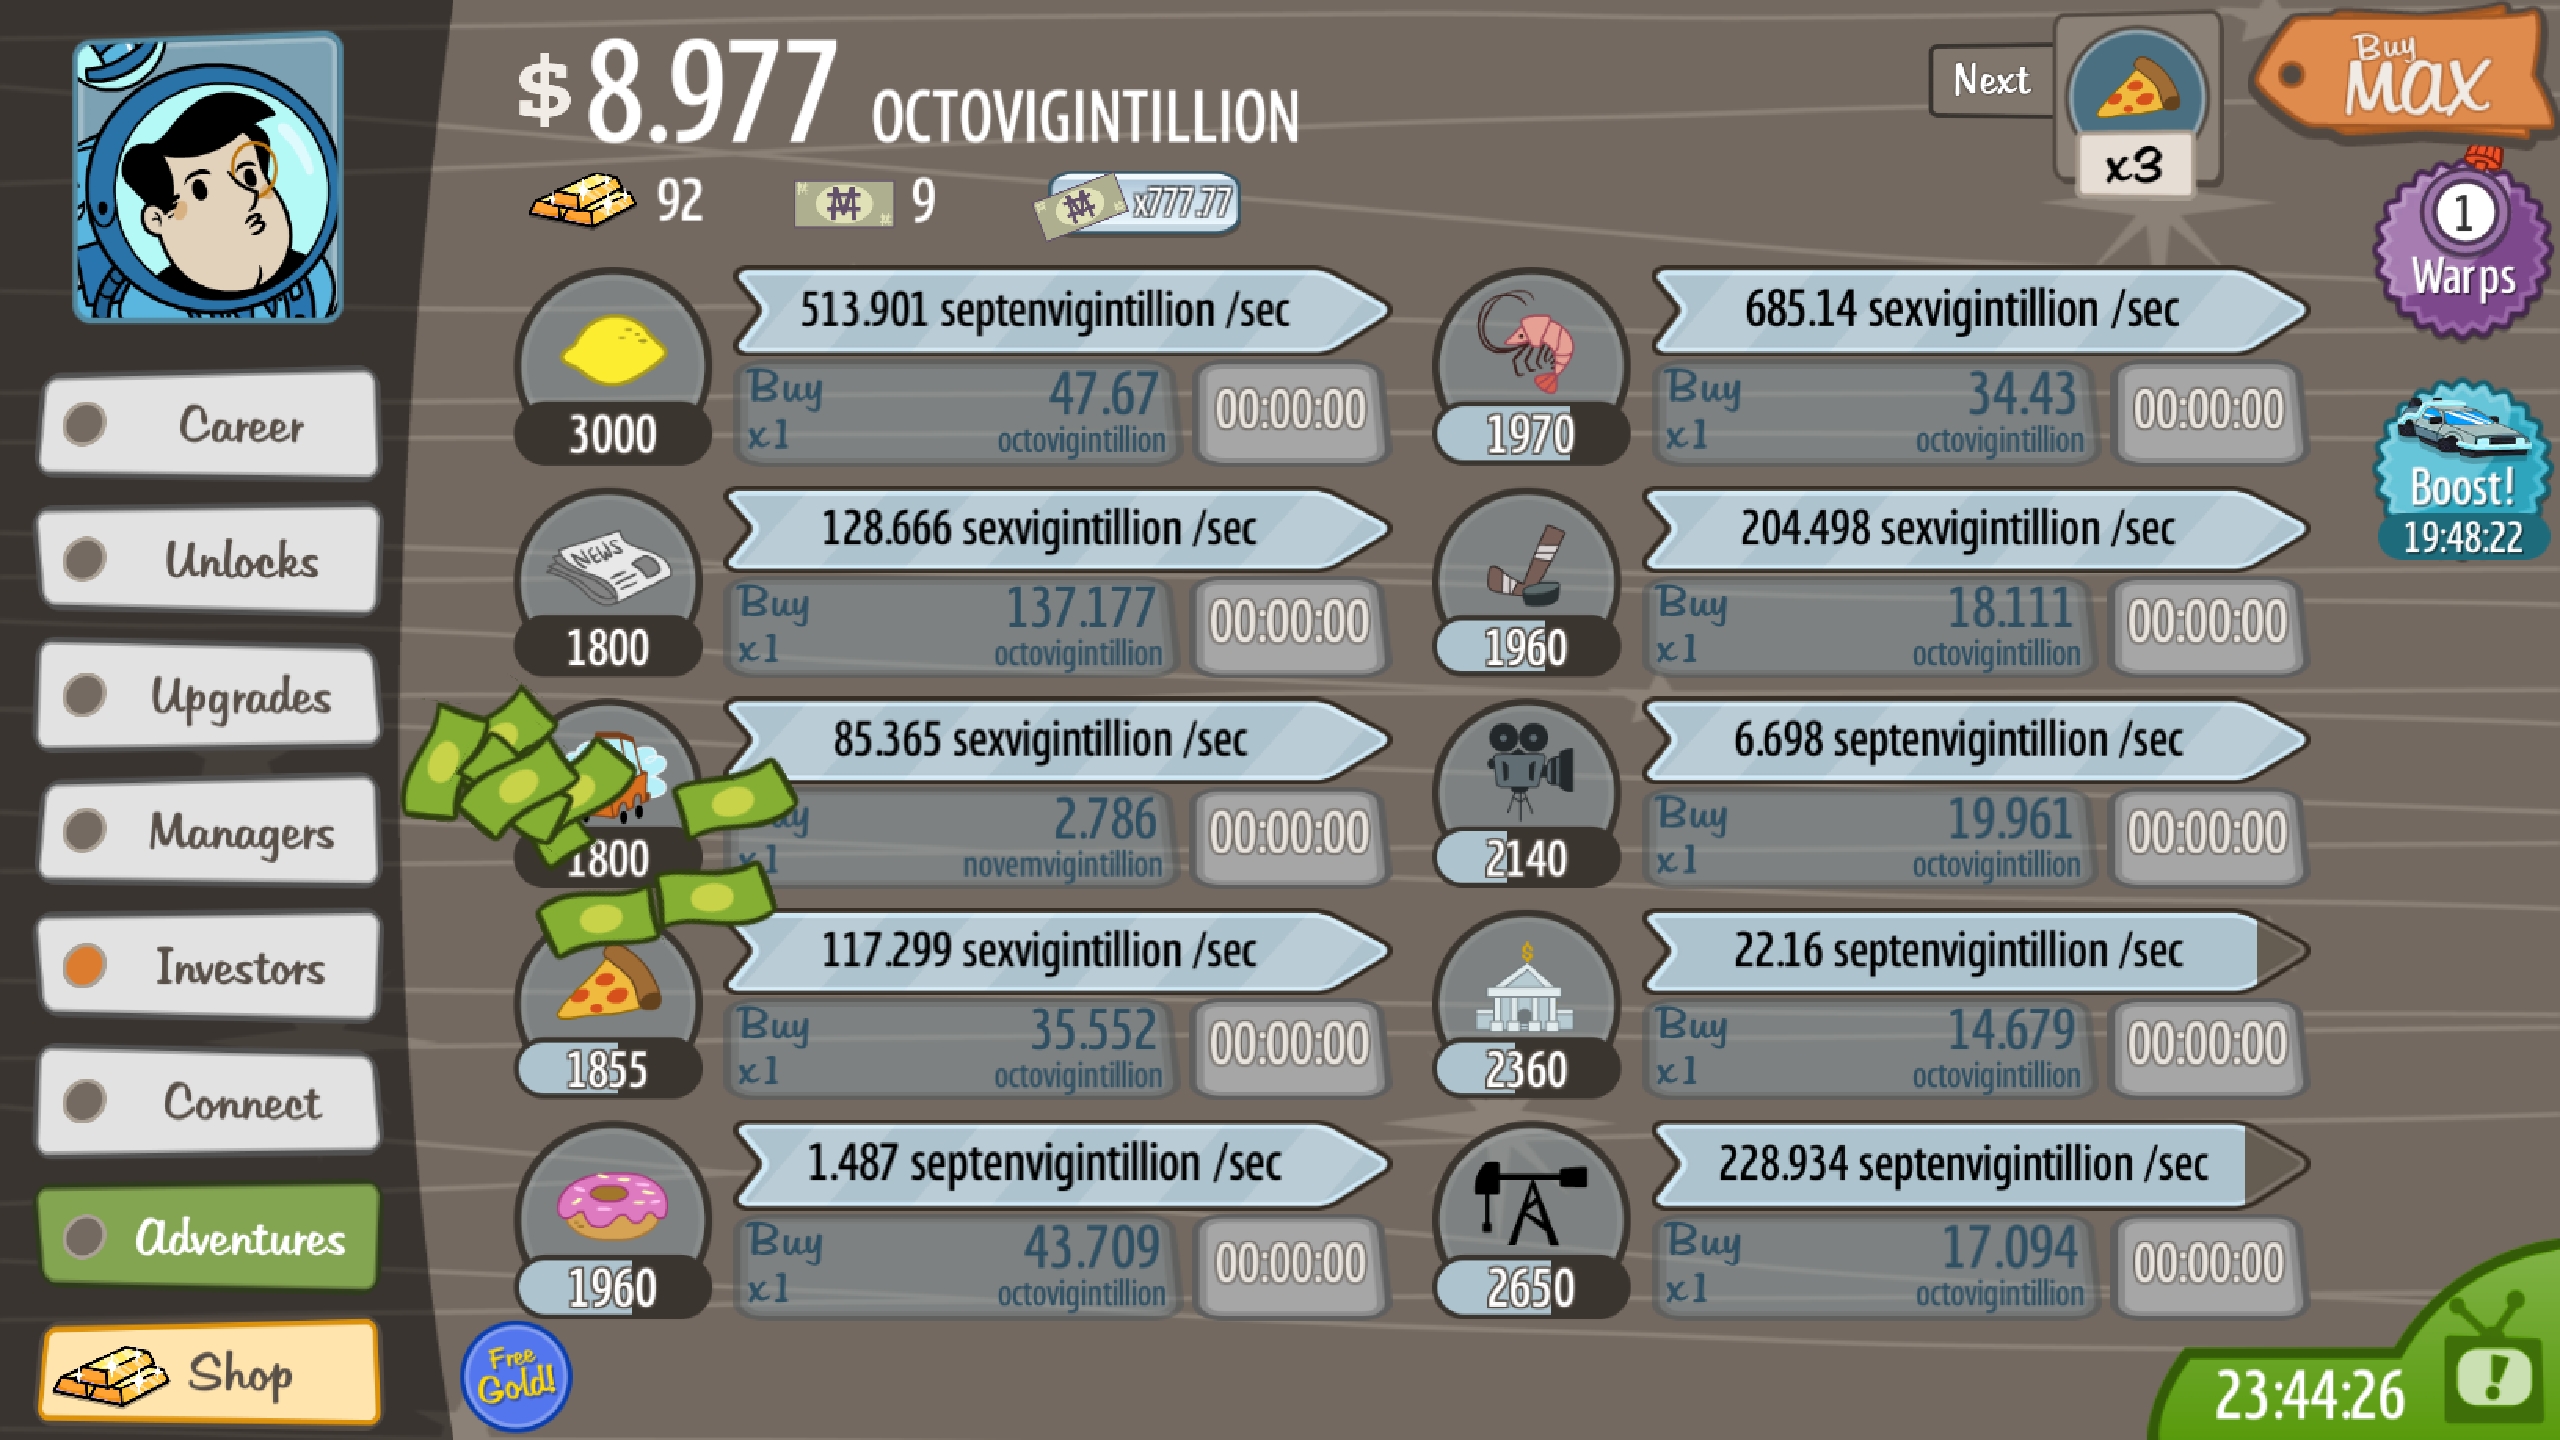 $8.977 OCTOVIGINTILLION
92
9
x777.77
Next
x3
Buy
MAX
1
Warps
Boost!
19:48:22
Career
Unlocks
Upgrades
Managers
Investors
Connect
Adventures
Shop
513.901 septenvigintillion /sec
3000
Buy
x1
47.67
octovigintillion
00:00:00
685.14 sexvigintillion /sec
1970
Buy
x1
34.43
octovigintillion
00:00:00
NEWS
128.666 sexvigintillion /sec
1800
Buy
x1
137.177
octovigintillion
00:00:00
204.498 sexvigintillion /sec
1960
Buy
x1
18.111
octovigintillion
00:00:00
85.365 sexvigintillion /sec
1800
x1
2.786
novemvigintillion
00:00:00
6.698 septenvigintillion /sec
2140
Buy
x1
19.961
octovigintillion
00:00:00
117.299 sexvigintillion /sec
1855
Buy
x1
35.552
octovigintillion
00:00:00
22.16 septenvigintillion /sec
2360
Buy
x1
14.679
octovigintillion
00:00:00
1.487 septenvigintillion /sec
1960
Buy
x1
43.709
octovigintillion
00:00:00
228.934 septenvigintillion /sec
2650
Buy
x1
17.094
octovigintillion
00:00:00
Free
Gold!
23:44:26
!